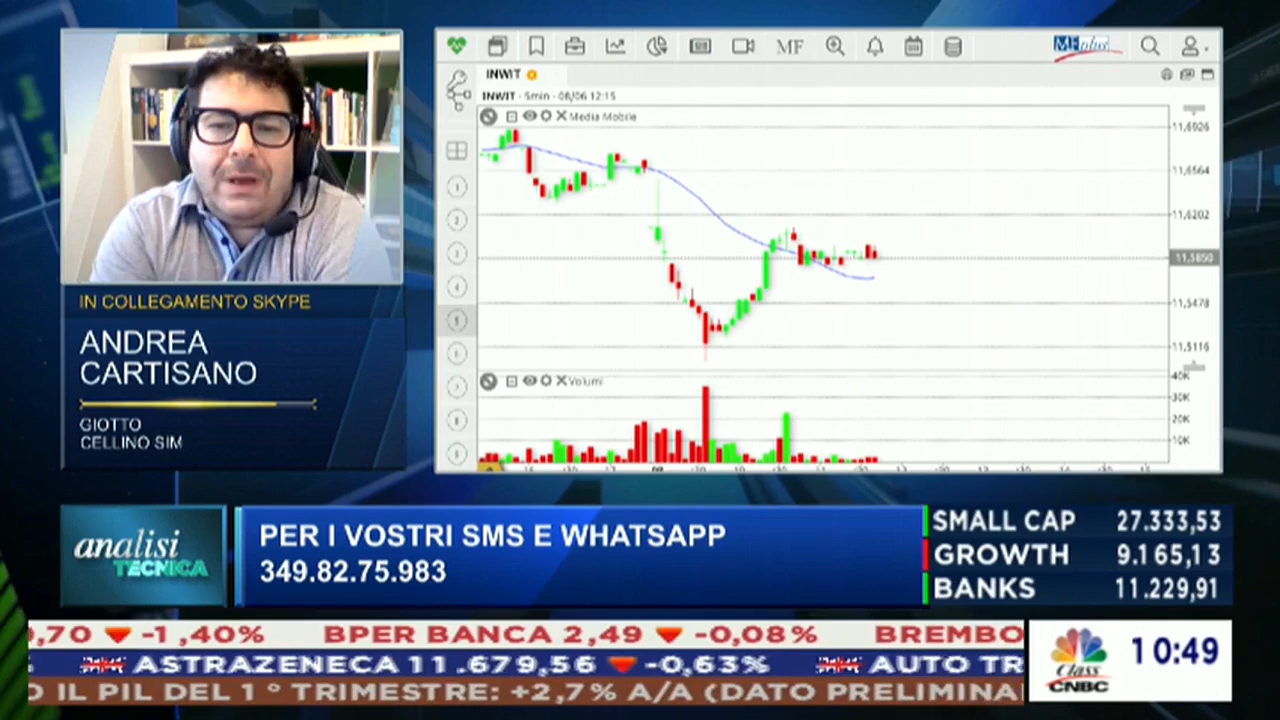 MF
MFplus
INWIT
INWIT · 5min - 08/06 12:15
Media Mobile
11,6926
11,6564
11,6202
11,5850
11,5478
11,5116
Volumi
40K
30K
20K
10K
IN COLLEGAMENTO SKYPE
ANDREA
CARTISANO
GIOTTO
CELLINO SIM
analisi
TECNICA
PER I VOSTRI SMS E WHATSAPP
349.82.75.983
SMALL CAP 27.333,53
GROWTH 9.165,13
BANKS 11.229,91
,70 -1,40% BPER BANCA 2,49 -0,08% BREMBO
ASTRAZENECA 11.679,56 -0,63% AUTO TR
O IL PIL DEL 1° TRIMESTRE: +2,7% A/A (DATO PRELIMINA
Class
CNBC
10:49